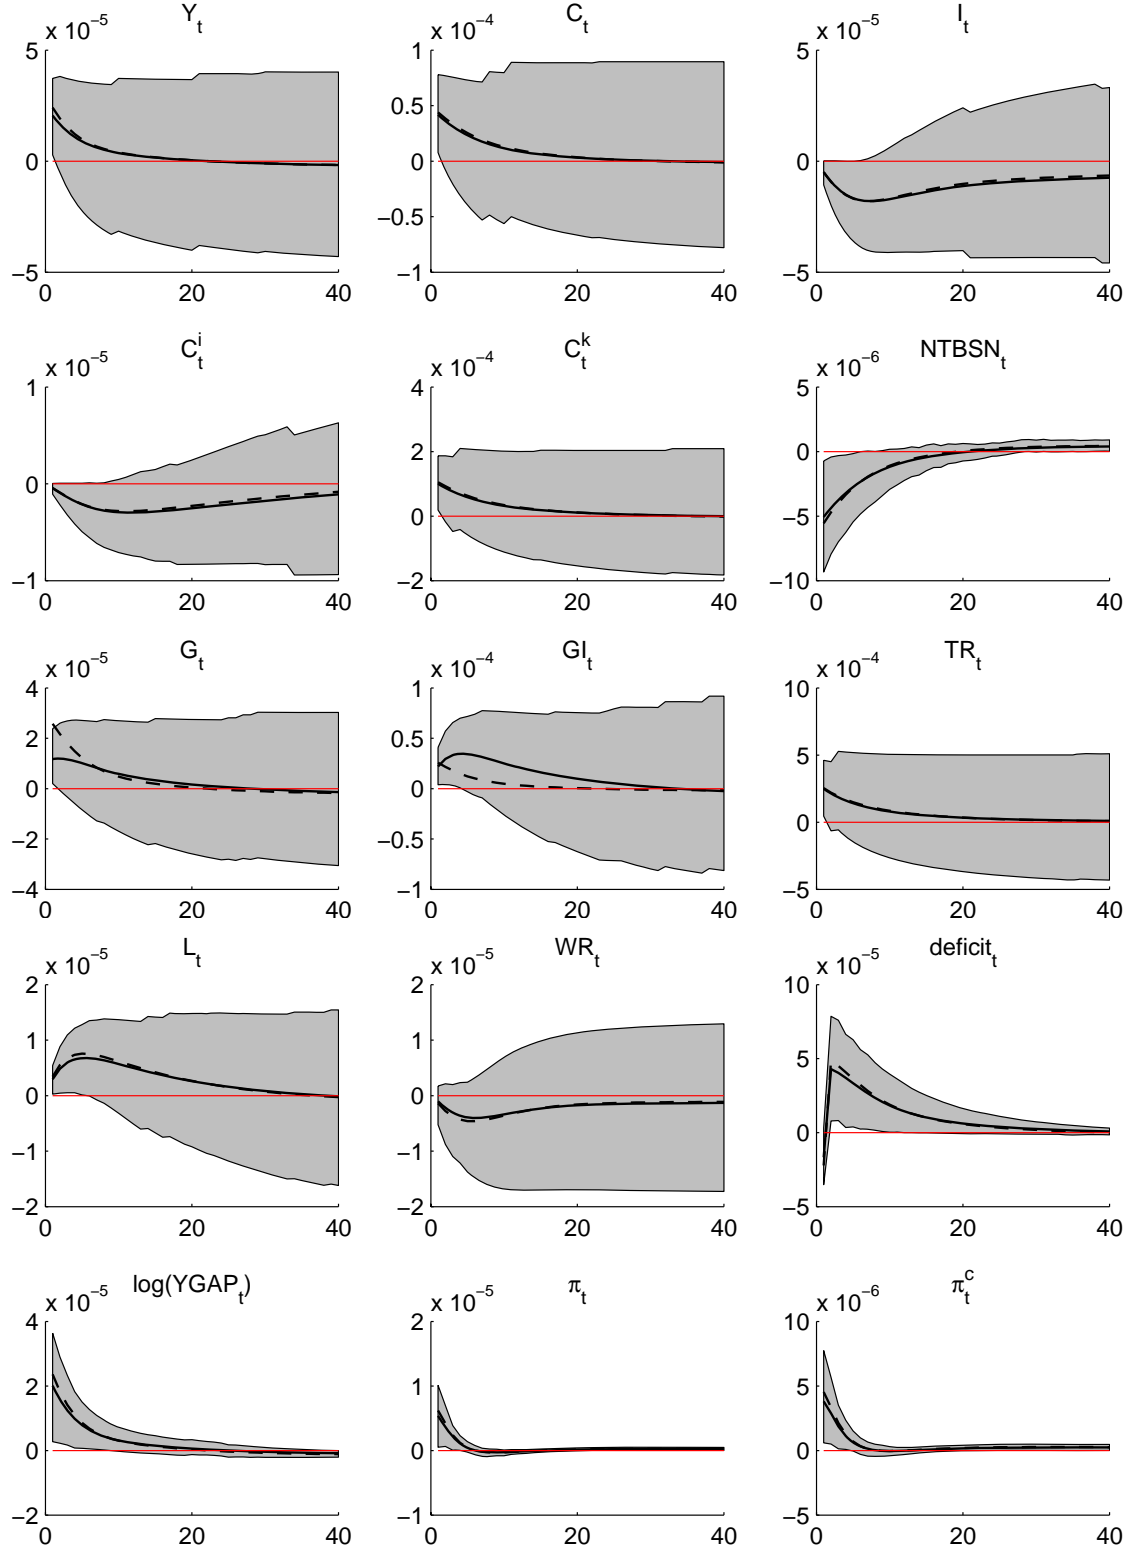 Y_t C_t I_t
x 10^−5 x 10^−4 x 10^−5
5 1 5
0.5
0 0 0
−0.5
−5 −1 −5
0 20 40 0 20 40 0 20 40
C_t^i C_t^k NTBSN_t
x 10^−5 x 10^−4 x 10^−6
1 4 5
2 0
0 0 −5
−1 −2 −10
0 20 40 0 20 40 0 20 40
G_t GI_t TR_t
x 10^−5 x 10^−4 x 10^−4
4 1 10
2 0.5 5
0 0 0
−2 −0.5
−4 −1 −5
0 20 40 0 20 40 0 20 40
L_t WR_t deficit_t
x 10^−5 x 10^−5 x 10^−5
2 2 10
1 1 5
0 0 0
−1 −1
−2 −2 −5
0 20 40 0 20 40 0 20 40
log(YGAP_t) π_t π_t^c
x 10^−5 x 10^−5 x 10^−6
4 2 10
2 1 5
0 0 0
−2 −1 −5
0 20 40 0 20 40 0 20 40